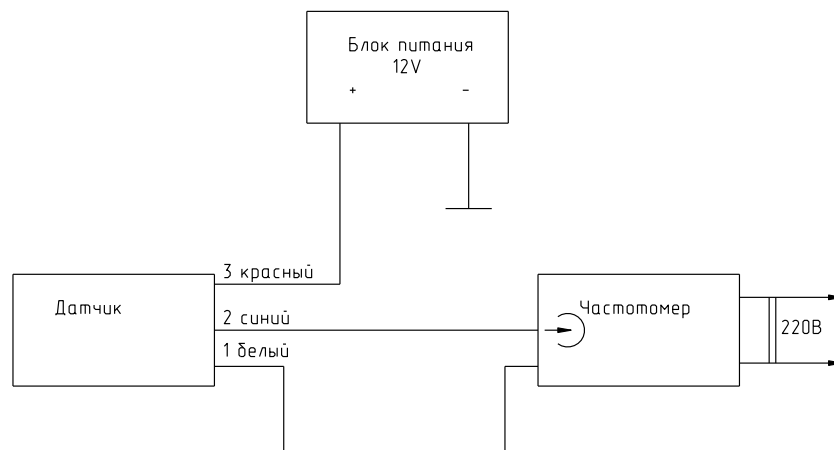 Блок питания
12V
+ -
3 красный
Датчик
2 синий
Частотомер
220В
1 белый